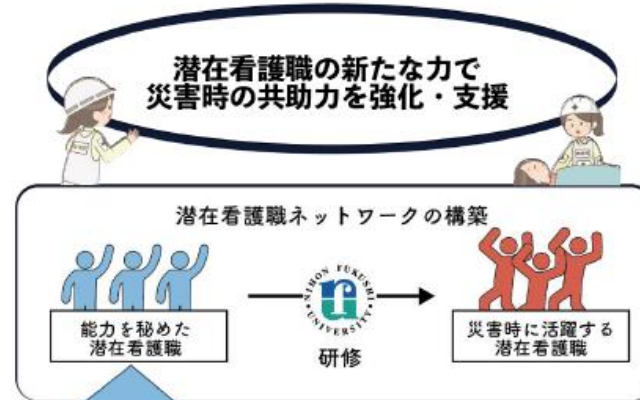 潜在看護職の新たな力で
災害時の共助力を強化・支援
潜在看護職ネットワークの構築
NIHON FUKUSHI UNIVERSITY
能力を秘めた
潜在看護職
研修
災害時に活躍する
潜在看護職